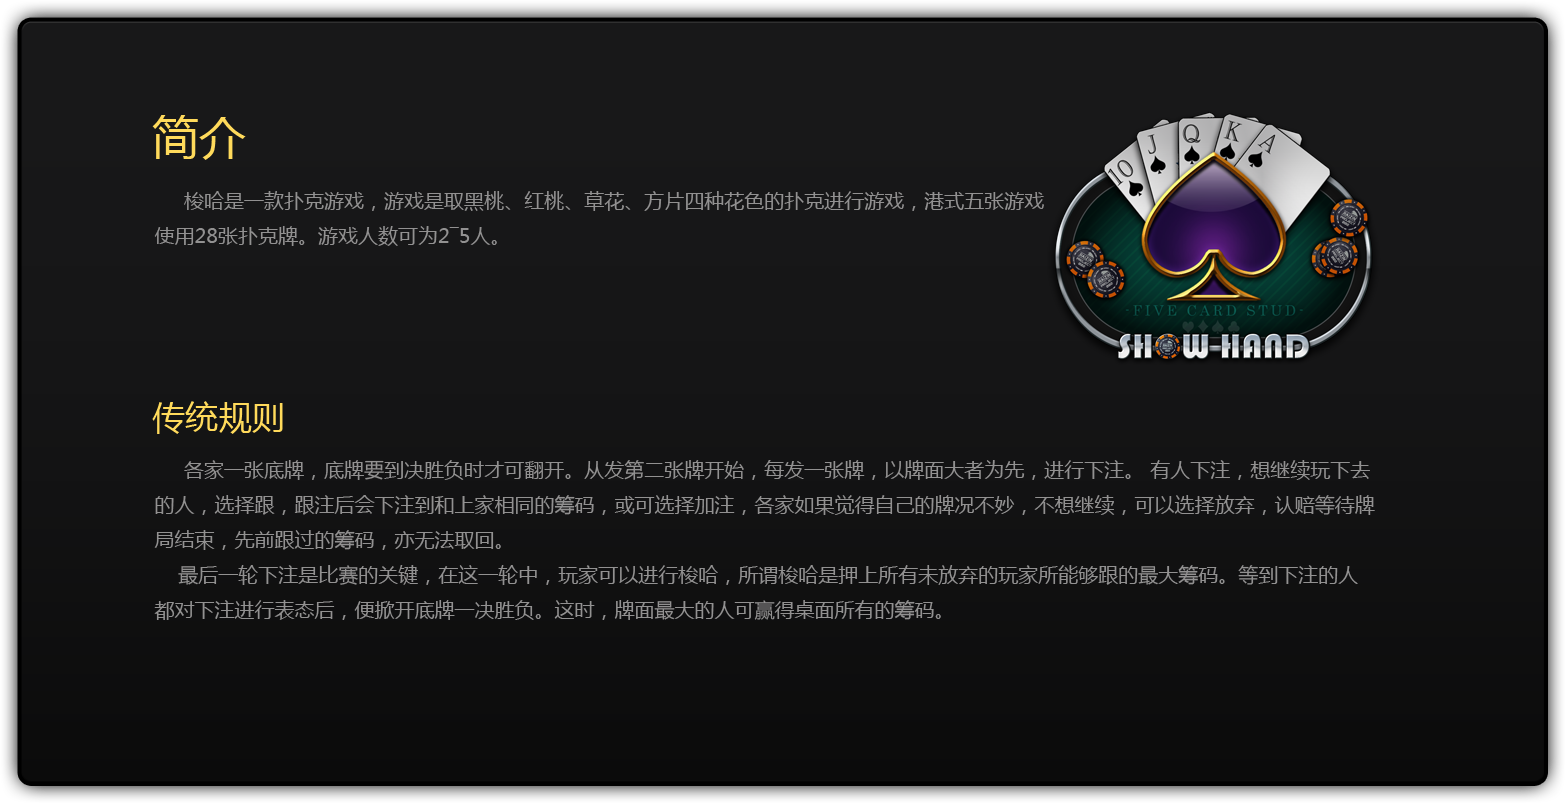 简介
梭哈是一款扑克游戏，游戏是取黑桃、红桃、草花、方片四种花色的扑克进行游戏，港式五张游戏
使用28张扑克牌。游戏人数可为2‾5人。
10 J Q K A
-FIVE CARD STUD-
SHOW-HAND
传统规则
各家一张底牌，底牌要到决胜负时才可翻开。从发第二张牌开始，每发一张牌，以牌面大者为先，进行下注。 有人下注，想继续玩下去
的人，选择跟，跟注后会下注到和上家相同的筹码，或可选择加注，各家如果觉得自己的牌况不妙，不想继续，可以选择放弃，认赔等待牌
局结束，先前跟过的筹码，亦无法取回。
最后一轮下注是比赛的关键，在这一轮中，玩家可以进行梭哈，所谓梭哈是押上所有未放弃的玩家所能够跟的最大筹码。等到下注的人
都对下注进行表态后，便掀开底牌一决胜负。这时，牌面最大的人可赢得桌面所有的筹码。